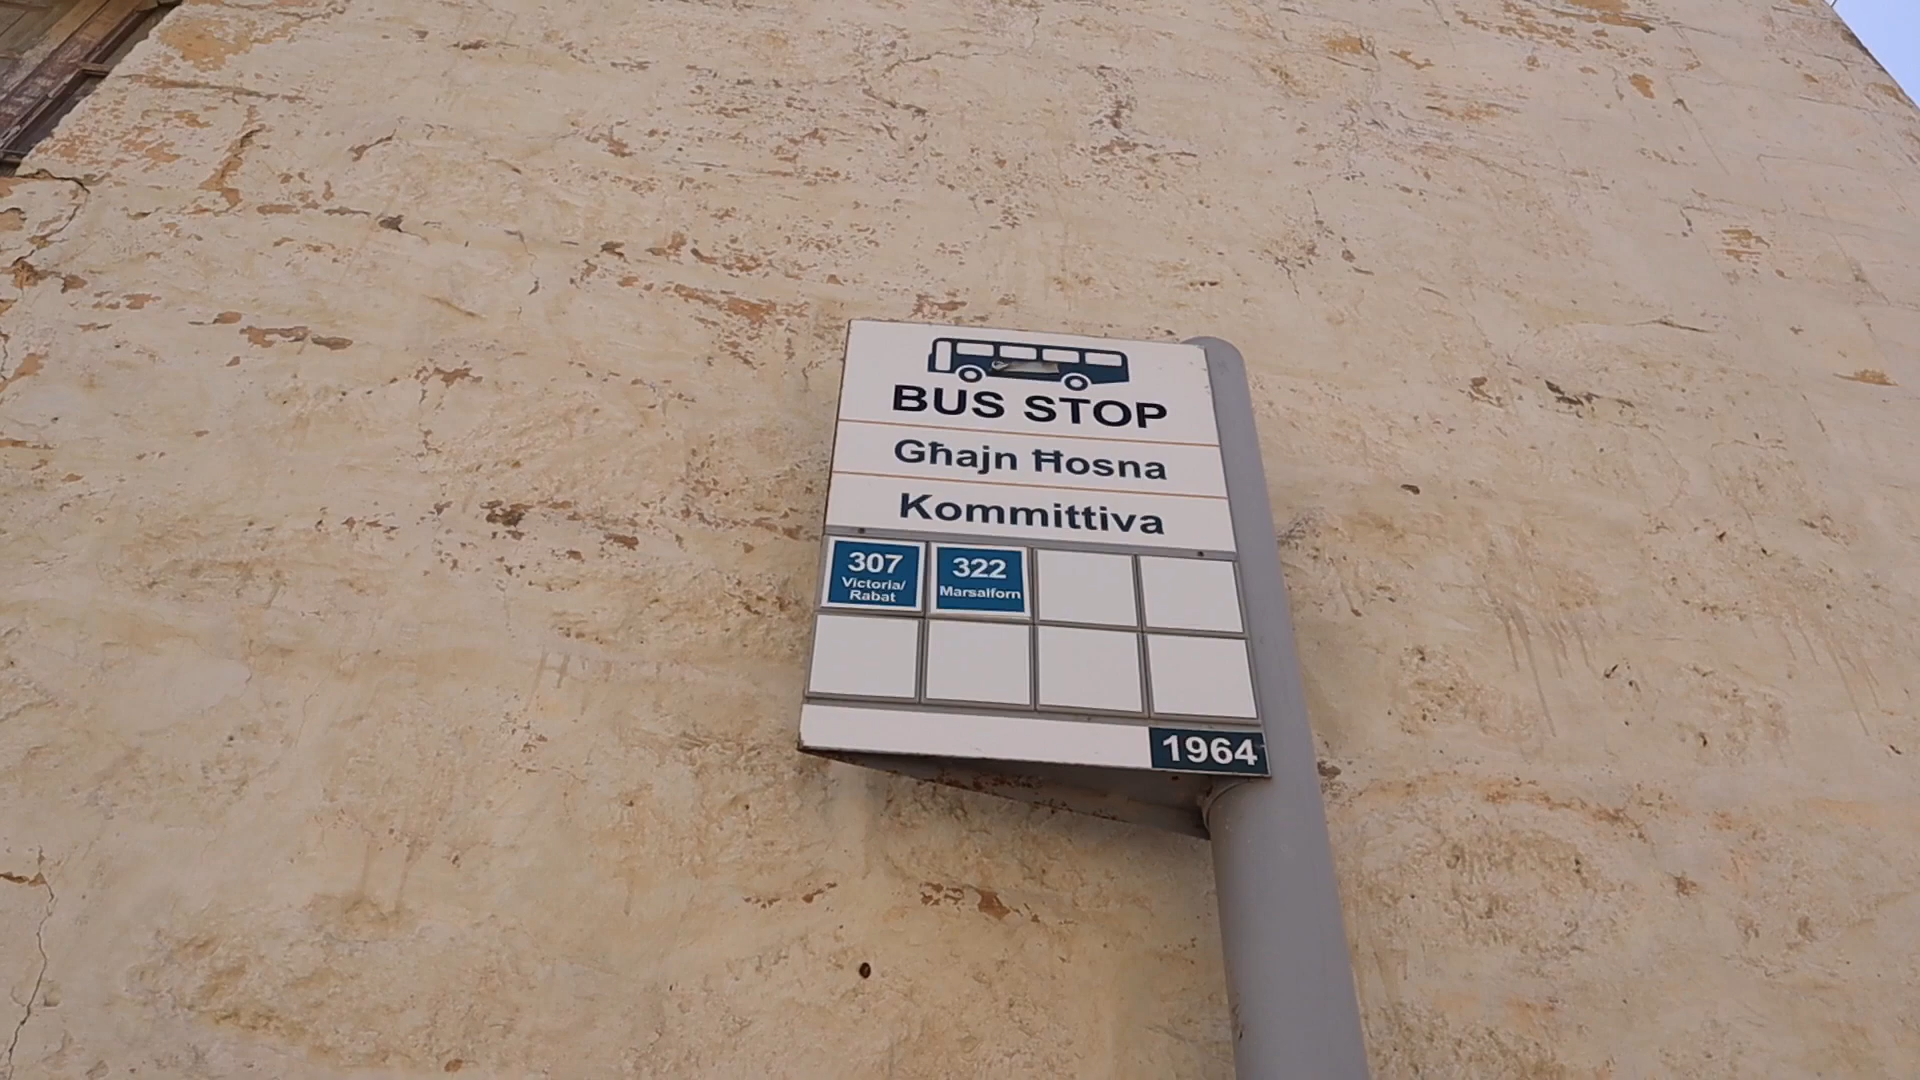 BUS STOP
Għajn Ħosna
Kommittiva
307
Victoria/
Rabat
322
Marsalforn
1964